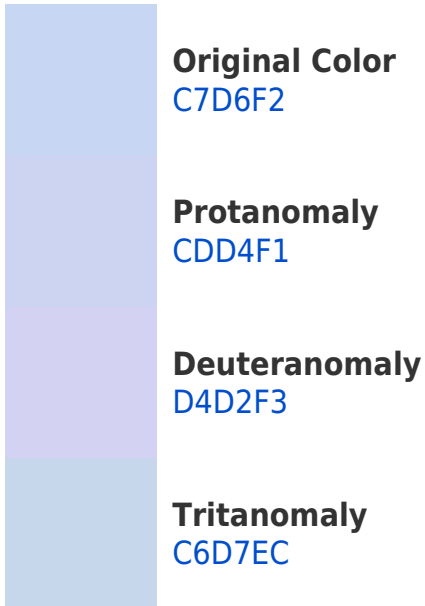 Original Color
C7D6F2
Protanomaly
CDD4F1
Deuteranomaly
D4D2F3
Tritanomaly
C6D7EC